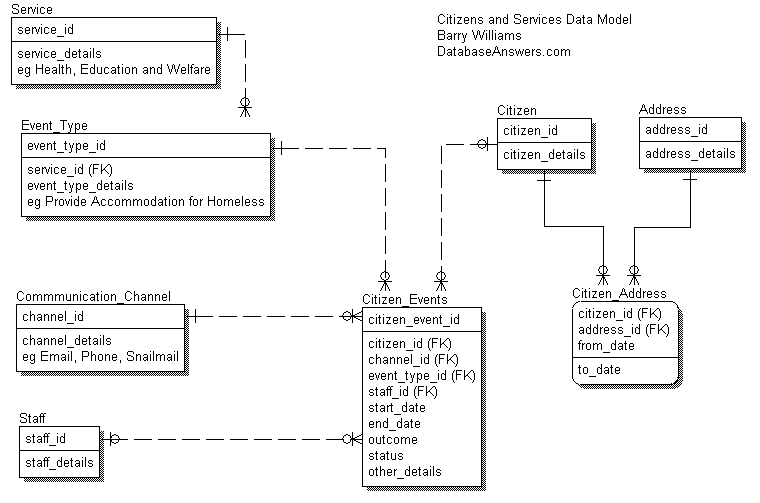 Service
service_id
service_details
eg Health, Education and Welfare
Citizens and Services Data Model
Barry Williams
DatabaseAnswers.com
Event_Type
event_type_id
service_id (FK)
event_type_details
eg Provide Accommodation for Homeless
Citizen
citizen_id
citizen_details
Address
address_id
address_details
Commmunication_Channel
channel_id
channel_details
eg Email, Phone, Snailmail
Citizen_Events
citizen_event_id
citizen_id (FK)
channel_id (FK)
event_type_id (FK)
staff_id (FK)
start_date
end_date
outcome
status
other_details
Citizen_Address
citizen_id (FK)
address_id (FK)
from_date
to_date
Staff
staff_id
staff_details